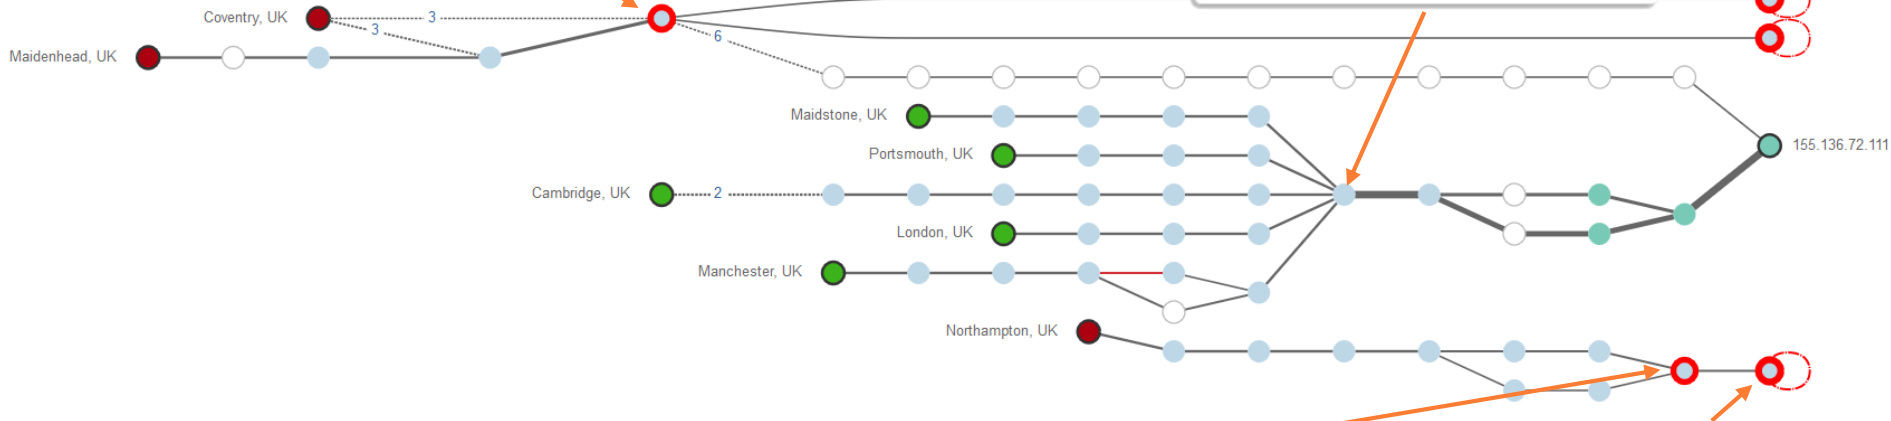 Coventry, UK
3
3
Maidenhead, UK
6
Maidstone, UK
155.136.72.111
Portsmouth, UK
Cambridge, UK
2
London, UK
Manchester, UK
Northampton, UK